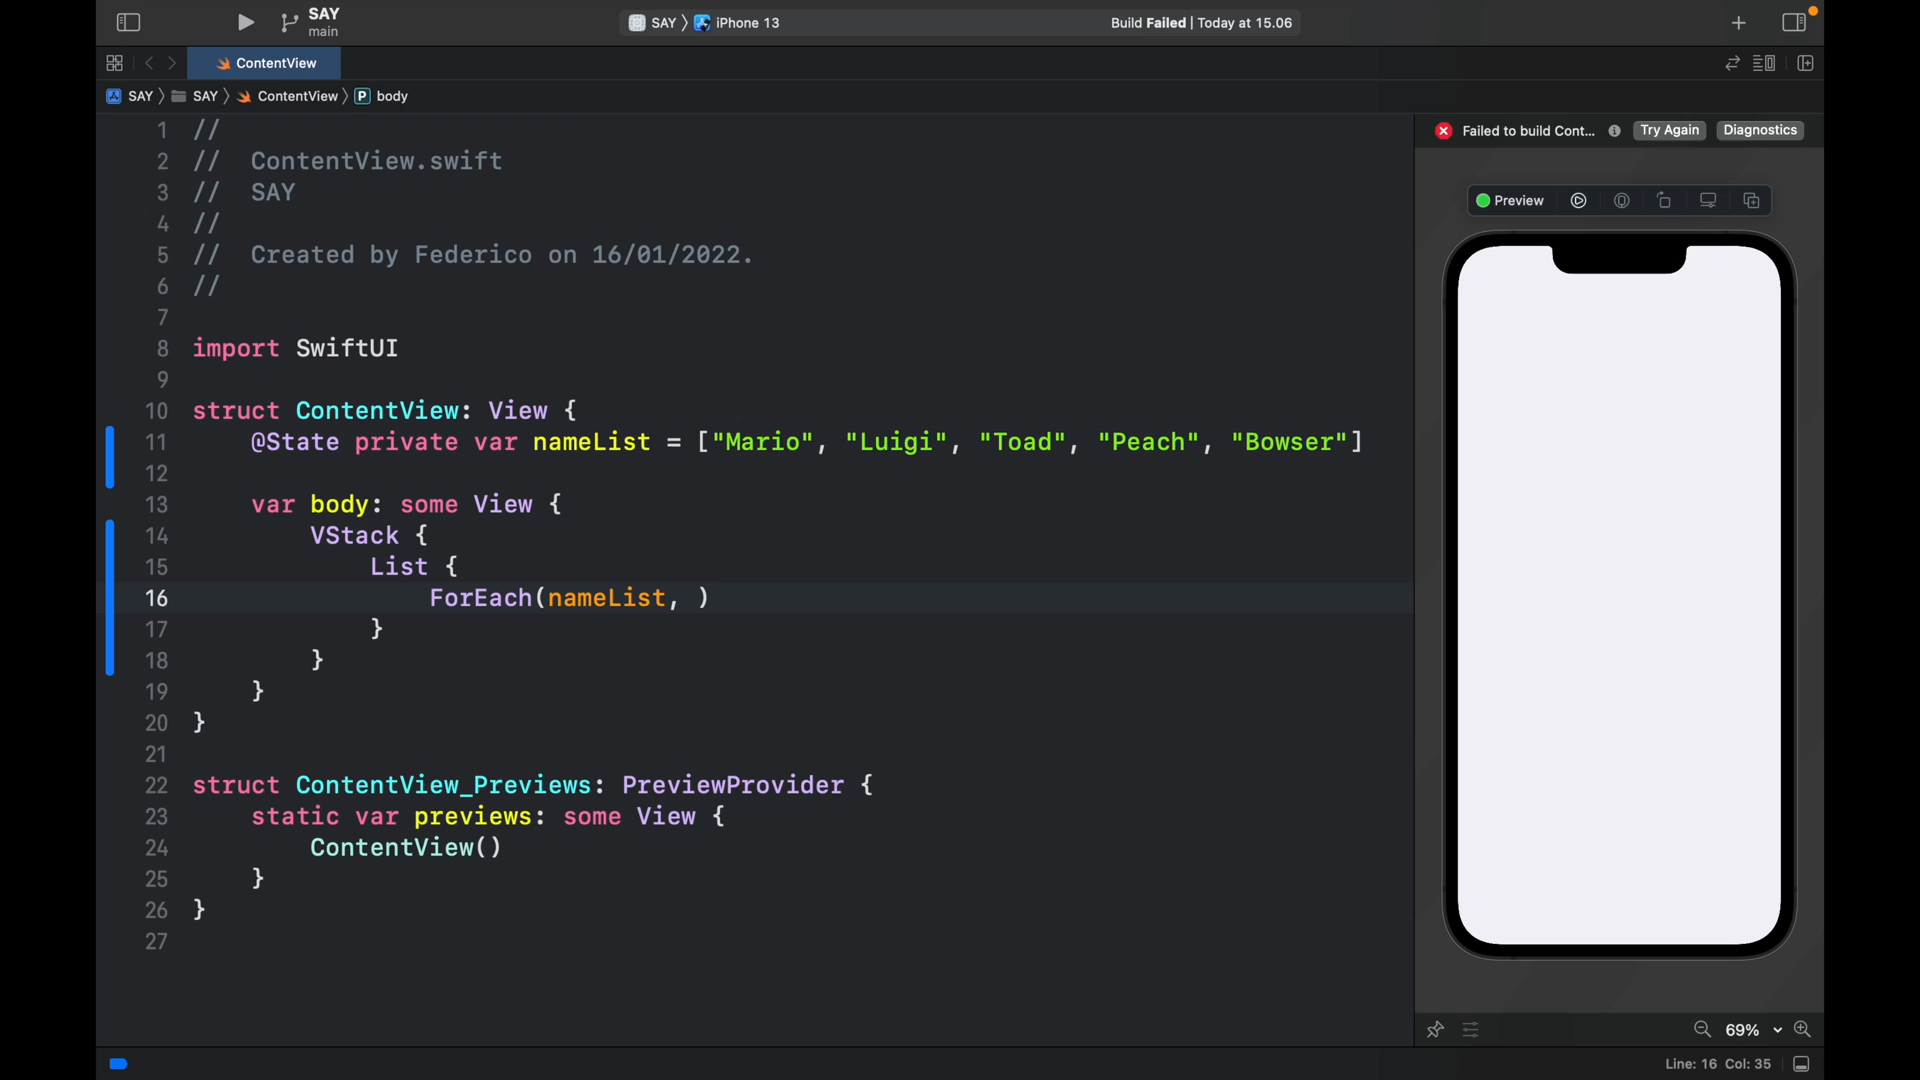 SAY
main
SAY 〉 iPhone 13
Build Failed | Today at 15.06
ContentView
SAY 〉 SAY 〉 ContentView 〉 P body
1 //
2 //  ContentView.swift
3 //  SAY
4 //
5 //  Created by Federico on 16/01/2022.
6 //
7
8 import SwiftUI
9
10 struct ContentView: View {
11     @State private var nameList = ["Mario", "Luigi", "Toad", "Peach", "Bowser"]
12
13     var body: some View {
14         VStack {
15             List {
16                 ForEach(nameList, )
17             }
18         }
19     }
20 }
21
22 struct ContentView_Previews: PreviewProvider {
23     static var previews: some View {
24         ContentView()
25     }
26 }
27
Failed to build Cont... Try Again Diagnostics
Preview
69%
Line: 16 Col: 35